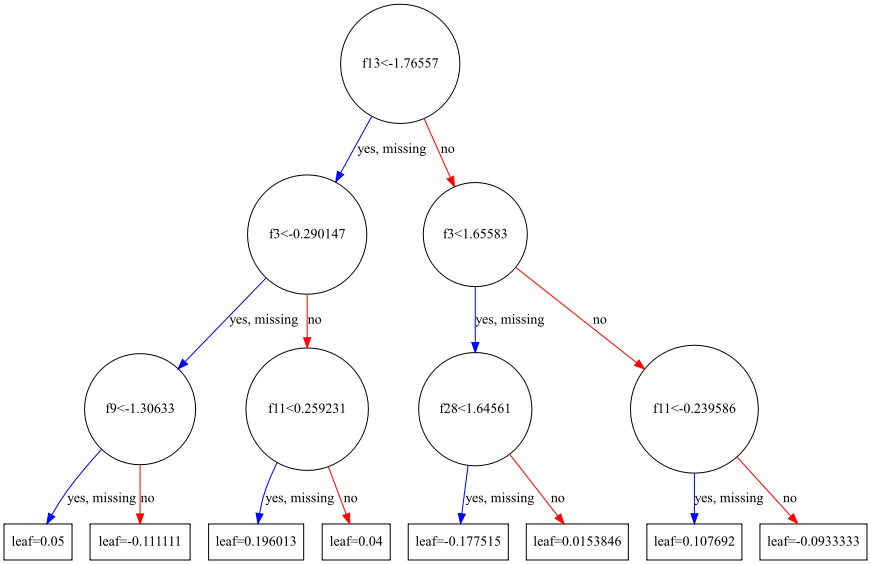 f13<-1.76557
yes, missing
no
f3<-0.290147
f3<1.65583
yes, missing
no
yes, missing
no
f9<-1.30633
f11<0.259231
f28<1.64561
f11<-0.239586
yes, missing
no
yes, missing
no
yes, missing
no
yes, missing
no
leaf=0.05
leaf=-0.111111
leaf=0.196013
leaf=0.04
leaf=-0.177515
leaf=0.0153846
leaf=0.107692
leaf=-0.0933333